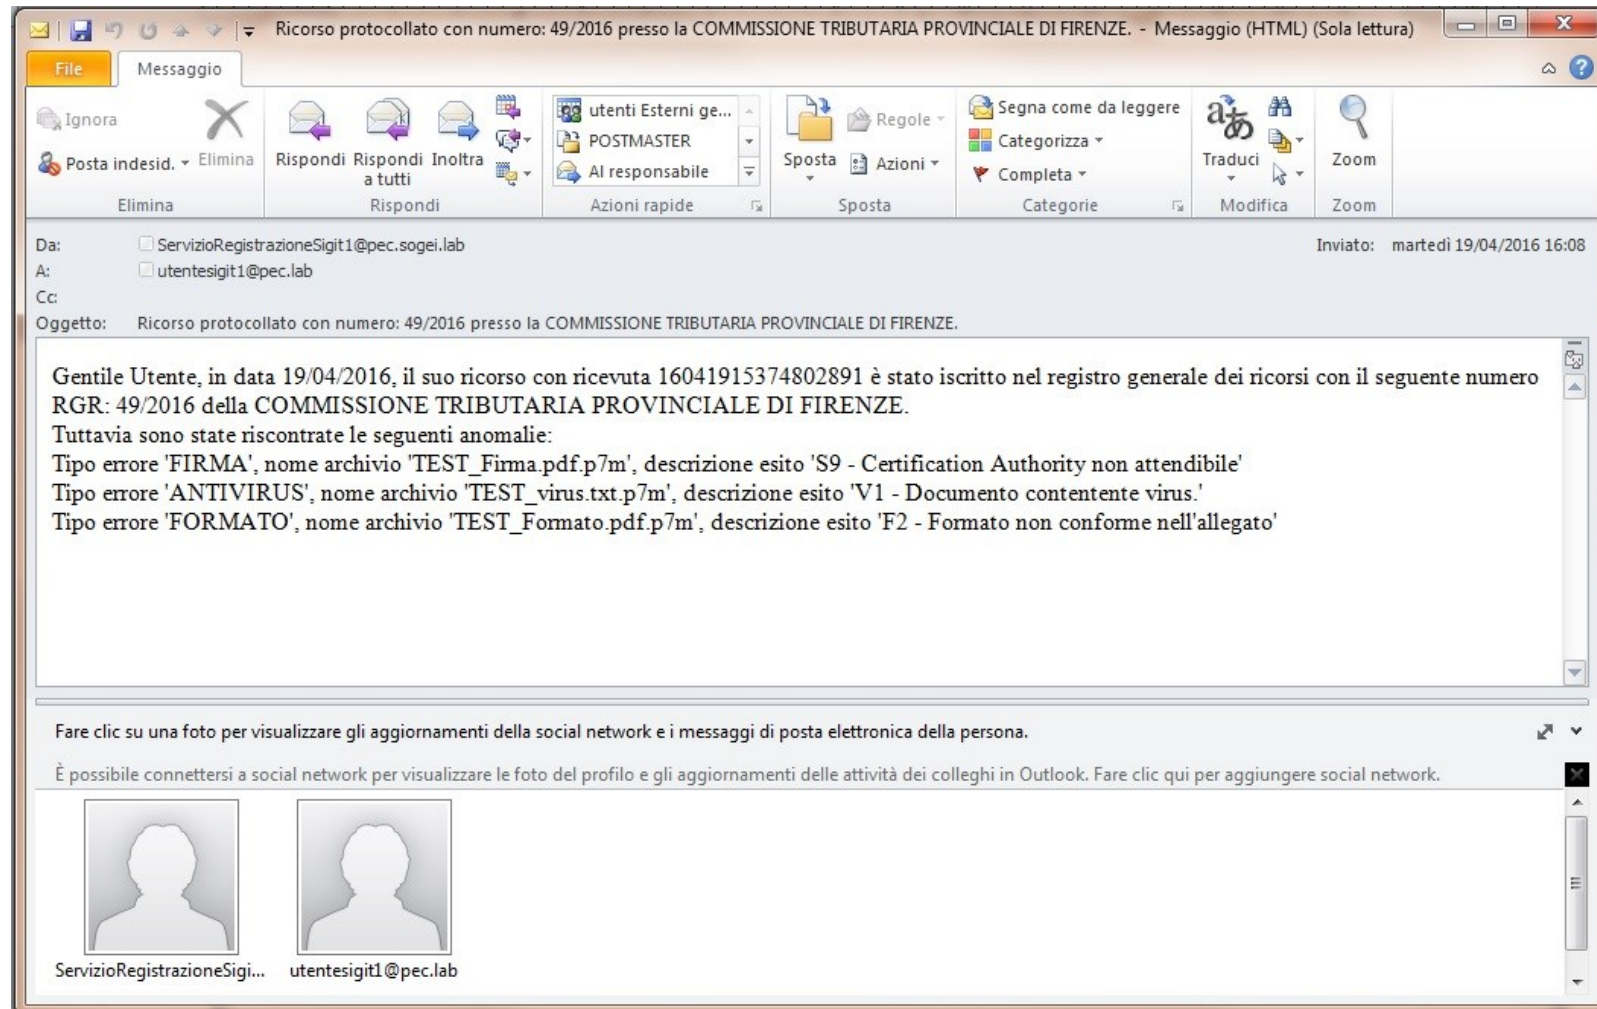 Ricorso protocollato con numero: 49/2016 presso la COMMISSIONE TRIBUTARIA PROVINCIALE DI FIRENZE. - Messaggio (HTML) (Sola lettura)
File Messaggio
Ignora
Posta indesid.
Elimina
Elimina
Rispondi
Rispondi a tutti
Inoltra
Rispondi
utenti Esterni ge...
POSTMASTER
Al responsabile
Azioni rapide
Sposta
Regole
Azioni
Sposta
Segna come da leggere
Categorizza
Completa
Categorie
Traduci
Modifica
Zoom
Zoom
Da: ServizioRegistrazioneSigit1@pec.sogei.lab Inviato: martedì 19/04/2016 16:08
A: utentesigit1@pec.lab
Cc:
Oggetto: Ricorso protocollato con numero: 49/2016 presso la COMMISSIONE TRIBUTARIA PROVINCIALE DI FIRENZE.
Gentile Utente, in data 19/04/2016, il suo ricorso con ricevuta 16041915374802891 è stato iscritto nel registro generale dei ricorsi con il seguente numero
RGR: 49/2016 della COMMISSIONE TRIBUTARIA PROVINCIALE DI FIRENZE.
Tuttavia sono state riscontrate le seguenti anomalie:
Tipo errore 'FIRMA', nome archivio 'TEST_Firma.pdf.p7m', descrizione esito 'S9 - Certification Authority non attendibile'
Tipo errore 'ANTIVIRUS', nome archivio 'TEST_virus.txt.p7m', descrizione esito 'V1 - Documento contentente virus.'
Tipo errore 'FORMATO', nome archivio 'TEST_Formato.pdf.p7m', descrizione esito 'F2 - Formato non conforme nell'allegato'
Fare clic su una foto per visualizzare gli aggiornamenti della social network e i messaggi di posta elettronica della persona.
È possibile connettersi a social network per visualizzare le foto del profilo e gli aggiornamenti delle attività dei colleghi in Outlook. Fare clic qui per aggiungere social network.
ServizioRegistrazioneSigi... utentesigit1@pec.lab